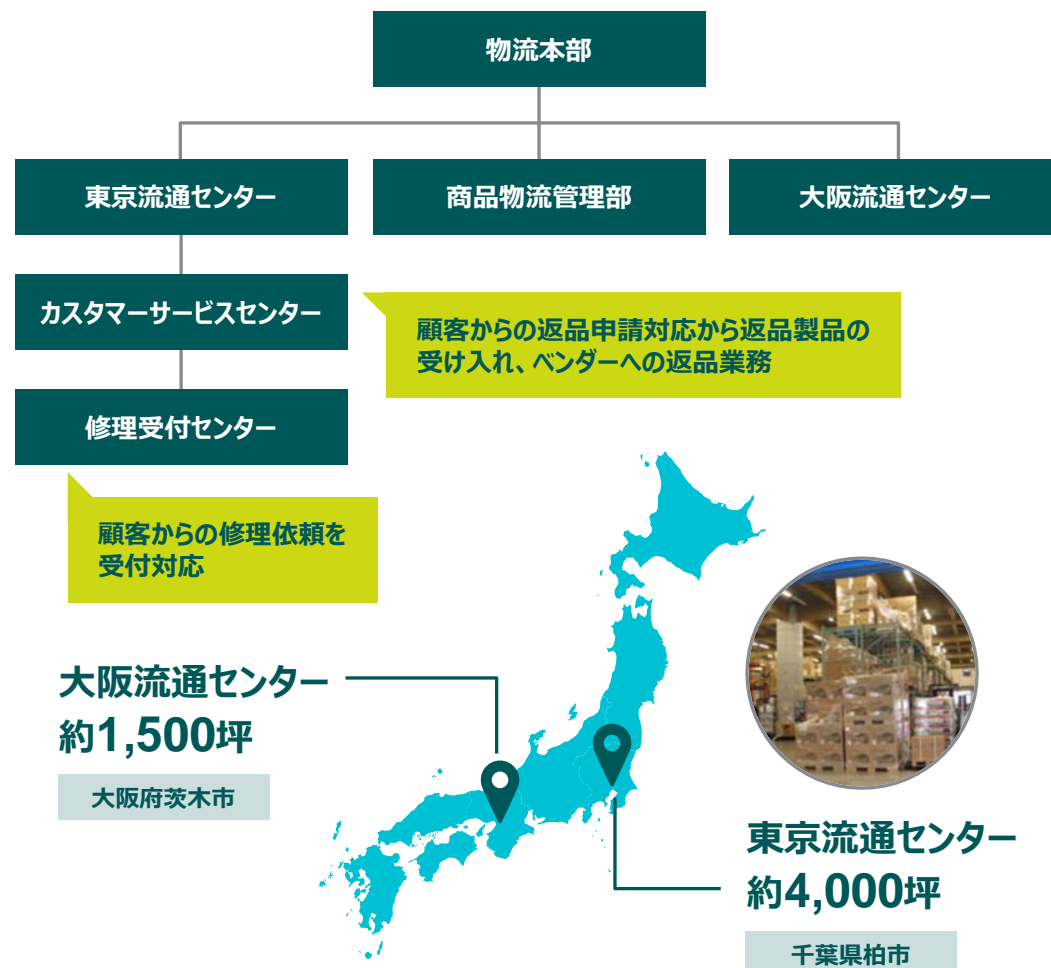 物流本部
東京流通センター
商品物流管理部
大阪流通センター
カスタマーサービスセンター
顧客からの返品申請対応から返品製品の
受け入れ、ベンダーへの返品業務
修理受付センター
顧客からの修理依頼を
受付対応
大阪流通センター
約1,500坪
大阪府茨木市
東京流通センター
約4,000坪
千葉県柏市